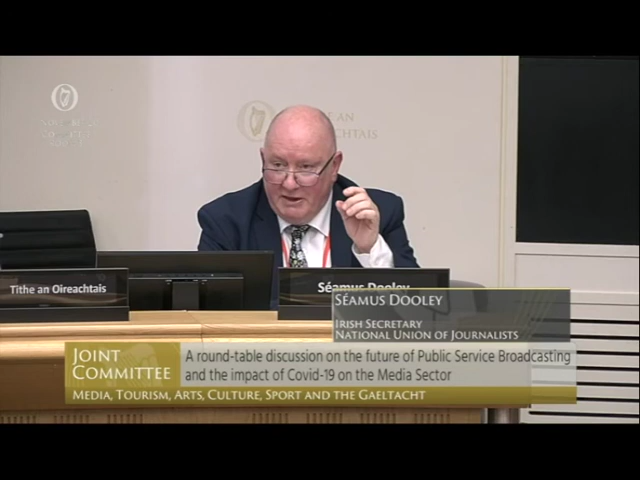 AN
ACHTAIS
Tithe an Oireachtais
Séamus Dooley
SÉAMUS DOOLEY
IRISH SECRETARY
NATIONAL UNION OF JOURNALISTS
JOINT COMMITTEE
A round-table discussion on the future of Public Service Broadcasting
and the impact of Covid-19 on the Media Sector
MEDIA, TOURISM, ARTS, CULTURE, SPORT AND THE GAELTACHT